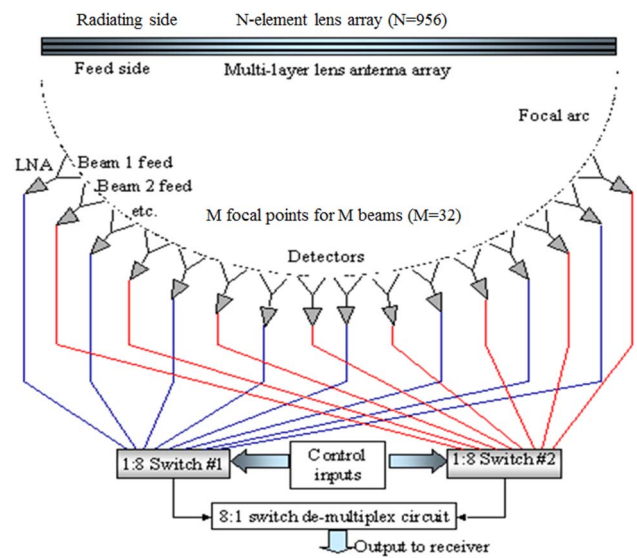 Radiating side N-element lens array (N=956)
Feed side Multi-layer lens antenna array
Focal arc
LNA Beam 1 feed
Beam 2 feed
etc. M focal points for M beams (M=32)
Detectors
1:8 Switch #1 Control inputs 1:8 Switch #2
8:1 switch de-multiplex circuit
Output to receiver